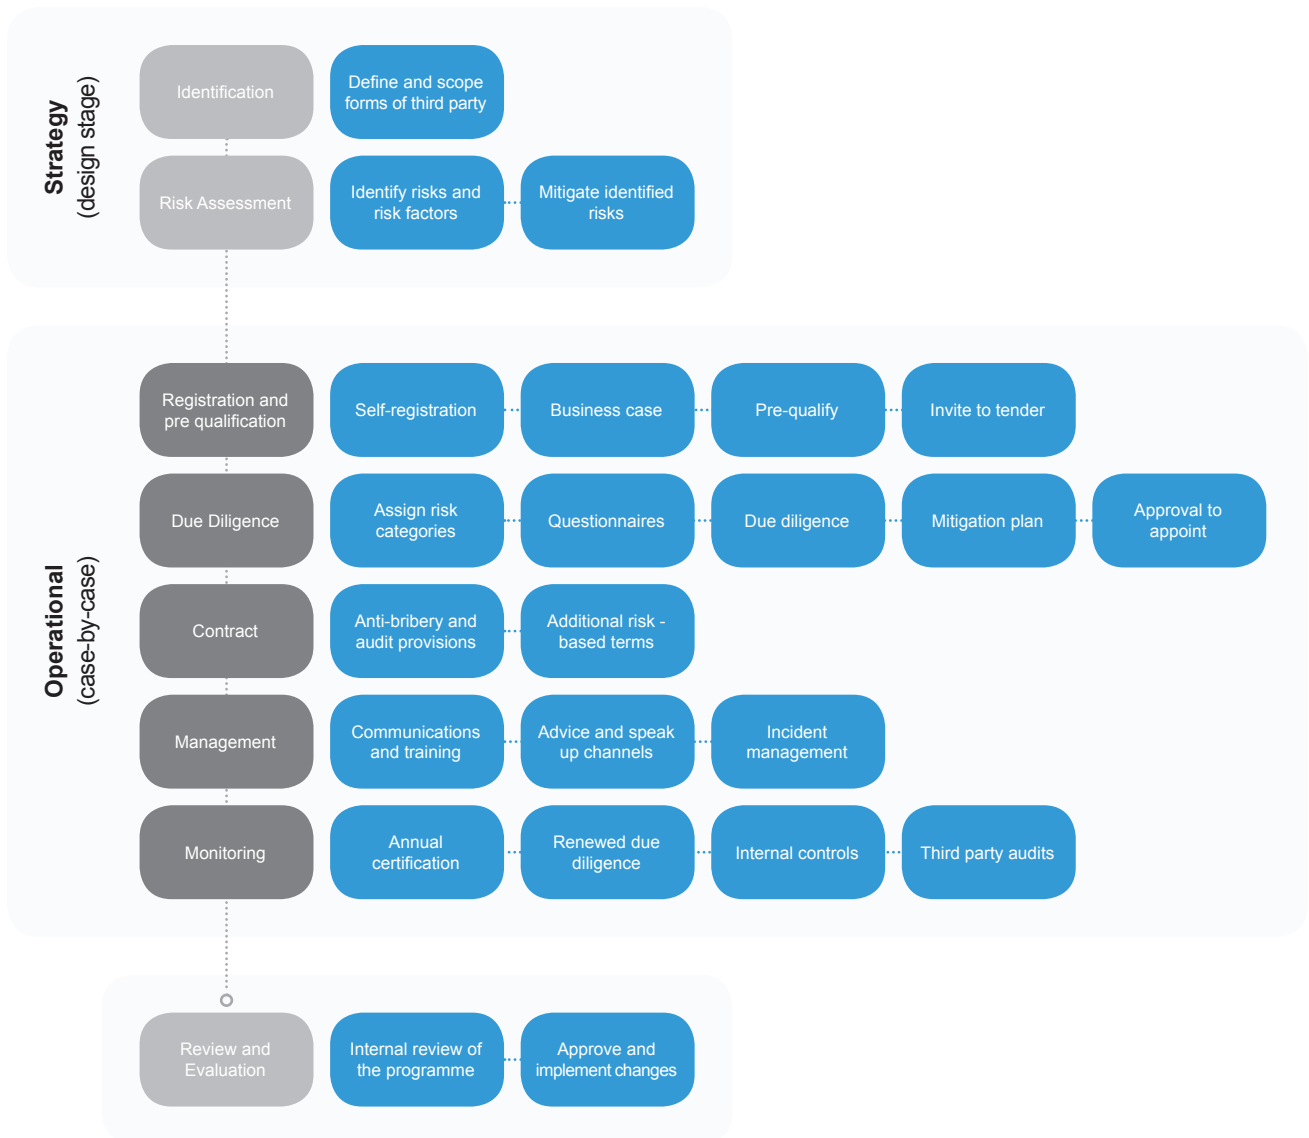 Strategy
(design stage)
Identification
Define and scope
forms of third party
Risk Assessment
Identify risks and
risk factors
Mitigate identified
risks
Operational
(case-by-case)
Registration and
pre qualification
Self-registration
Business case
Pre-qualify
Invite to tender
Due Diligence
Assign risk
categories
Questionnaires
Due diligence
Mitigation plan
Approval to
appoint
Contract
Anti-bribery and
audit provisions
Additional risk -
based terms
Management
Communications
and training
Advice and speak
up channels
Incident
management
Monitoring
Annual
certification
Renewed due
diligence
Internal controls
Third party audits
Review and
Evaluation
Internal review of
the programme
Approve and
implement changes